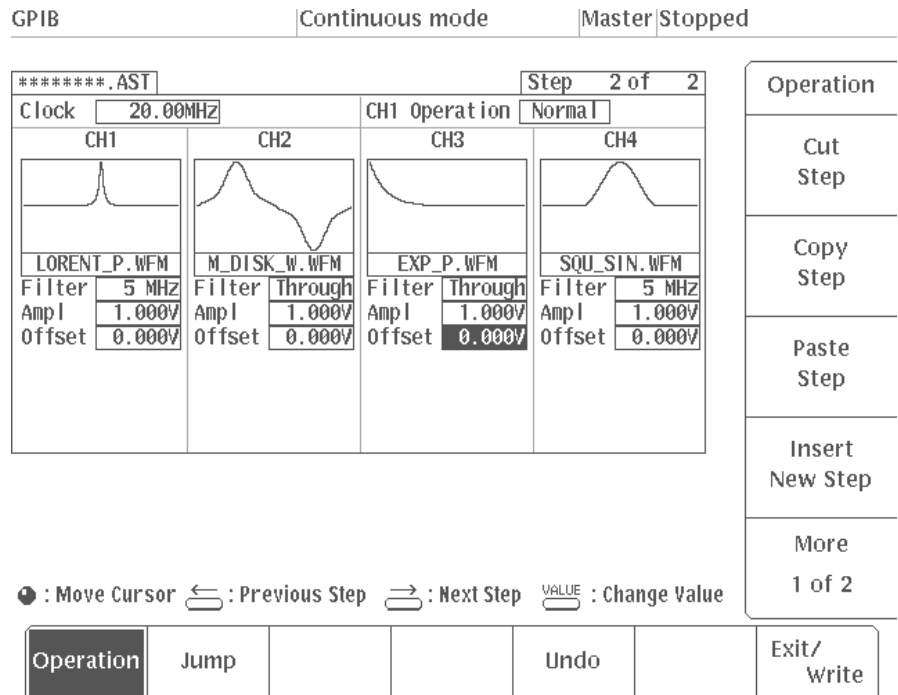 GPIB Continuous mode Master Stopped
********.AST Step 2 of 2
Clock 20.00MHz CH1 Operation Normal
CH1 CH2 CH3 CH4
LORENT_P.WFM M_DISK_W.WFM EXP_P.WFM SQU_SIN.WFM
Filter 5 MHz Filter Through Filter Through Filter 5 MHz
Ampl 1.000V Ampl 1.000V Ampl 1.000V Ampl 1.000V
Offset 0.000V Offset 0.000V Offset 0.000V Offset 0.000V
Operation
Cut
Step
Copy
Step
Paste
Step
Insert
New Step
More
1 of 2
: Move Cursor : Previous Step : Next Step VALUE : Change Value
Operation Jump Undo Exit/
Write